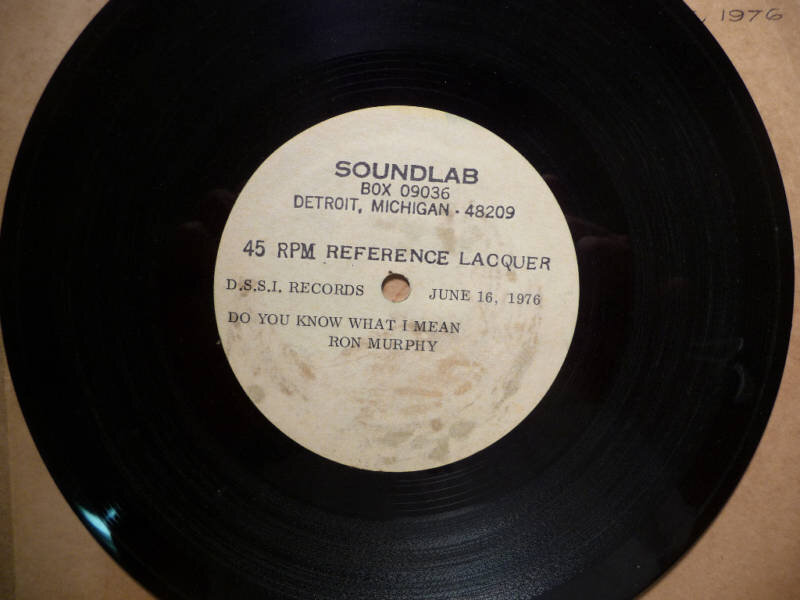 , 1976
SOUNDLAB
BOX 09036
DETROIT, MICHIGAN · 48209
45 RPM REFERENCE LACQUER
D.S.S.I. RECORDS JUNE 16, 1976
DO YOU KNOW WHAT I MEAN
RON MURPHY